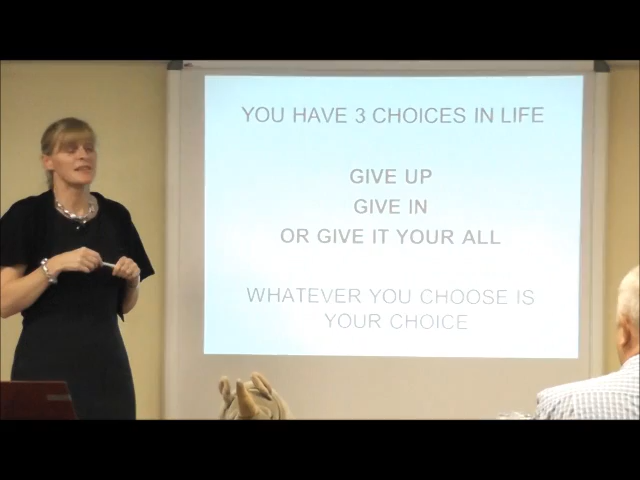 YOU HAVE 3 CHOICES IN LIFE
GIVE UP
GIVE IN
OR GIVE IT YOUR ALL
WHATEVER YOU CHOOSE IS
YOUR CHOICE